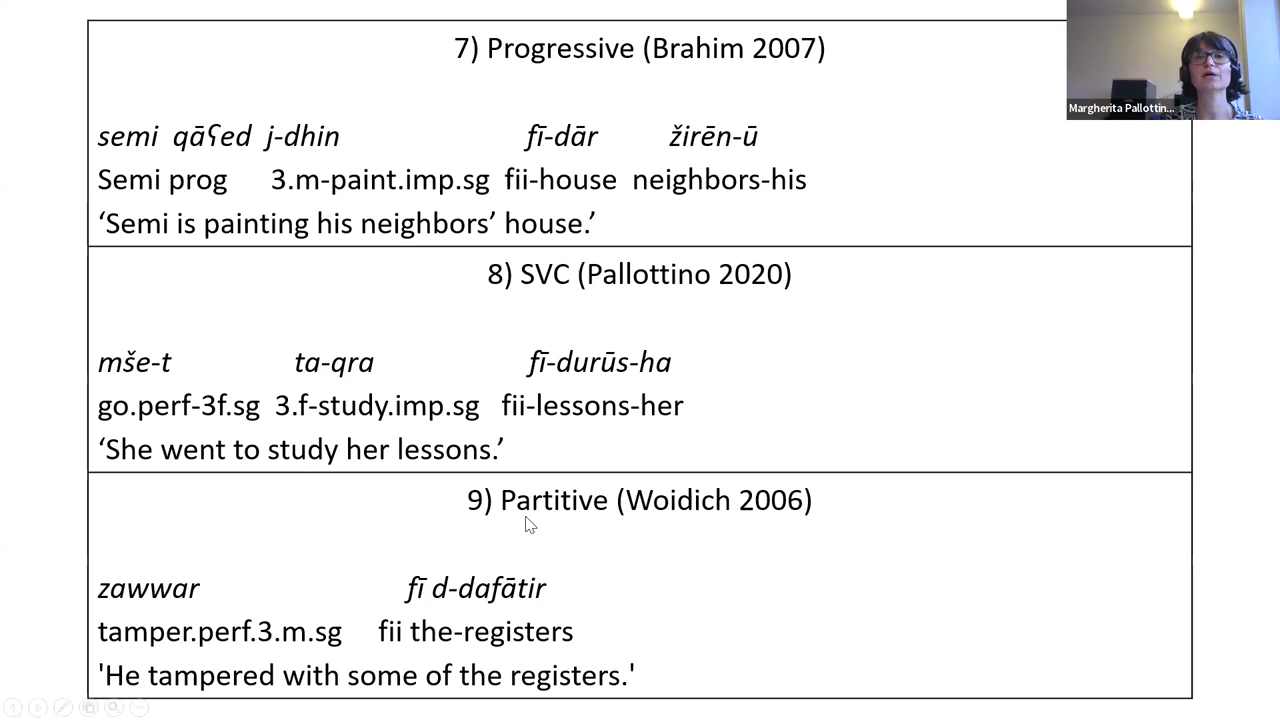 7) Progressive (Brahim 2007)
semi qāʕed j-dhin fī-dār žirēn-ū
Semi prog 3.m-paint.imp.sg fii-house neighbors-his
‘Semi is painting his neighbors’ house.’
8) SVC (Pallottino 2020)
mše-t ta-qra fī-durūs-ha
go.perf-3f.sg 3.f-study.imp.sg fii-lessons-her
‘She went to study her lessons.’
9) Partitive (Woidich 2006)
zawwar fī d-dafātir
tamper.perf.3.m.sg fii the-registers
'He tampered with some of the registers.'
Margherita Pallottin...